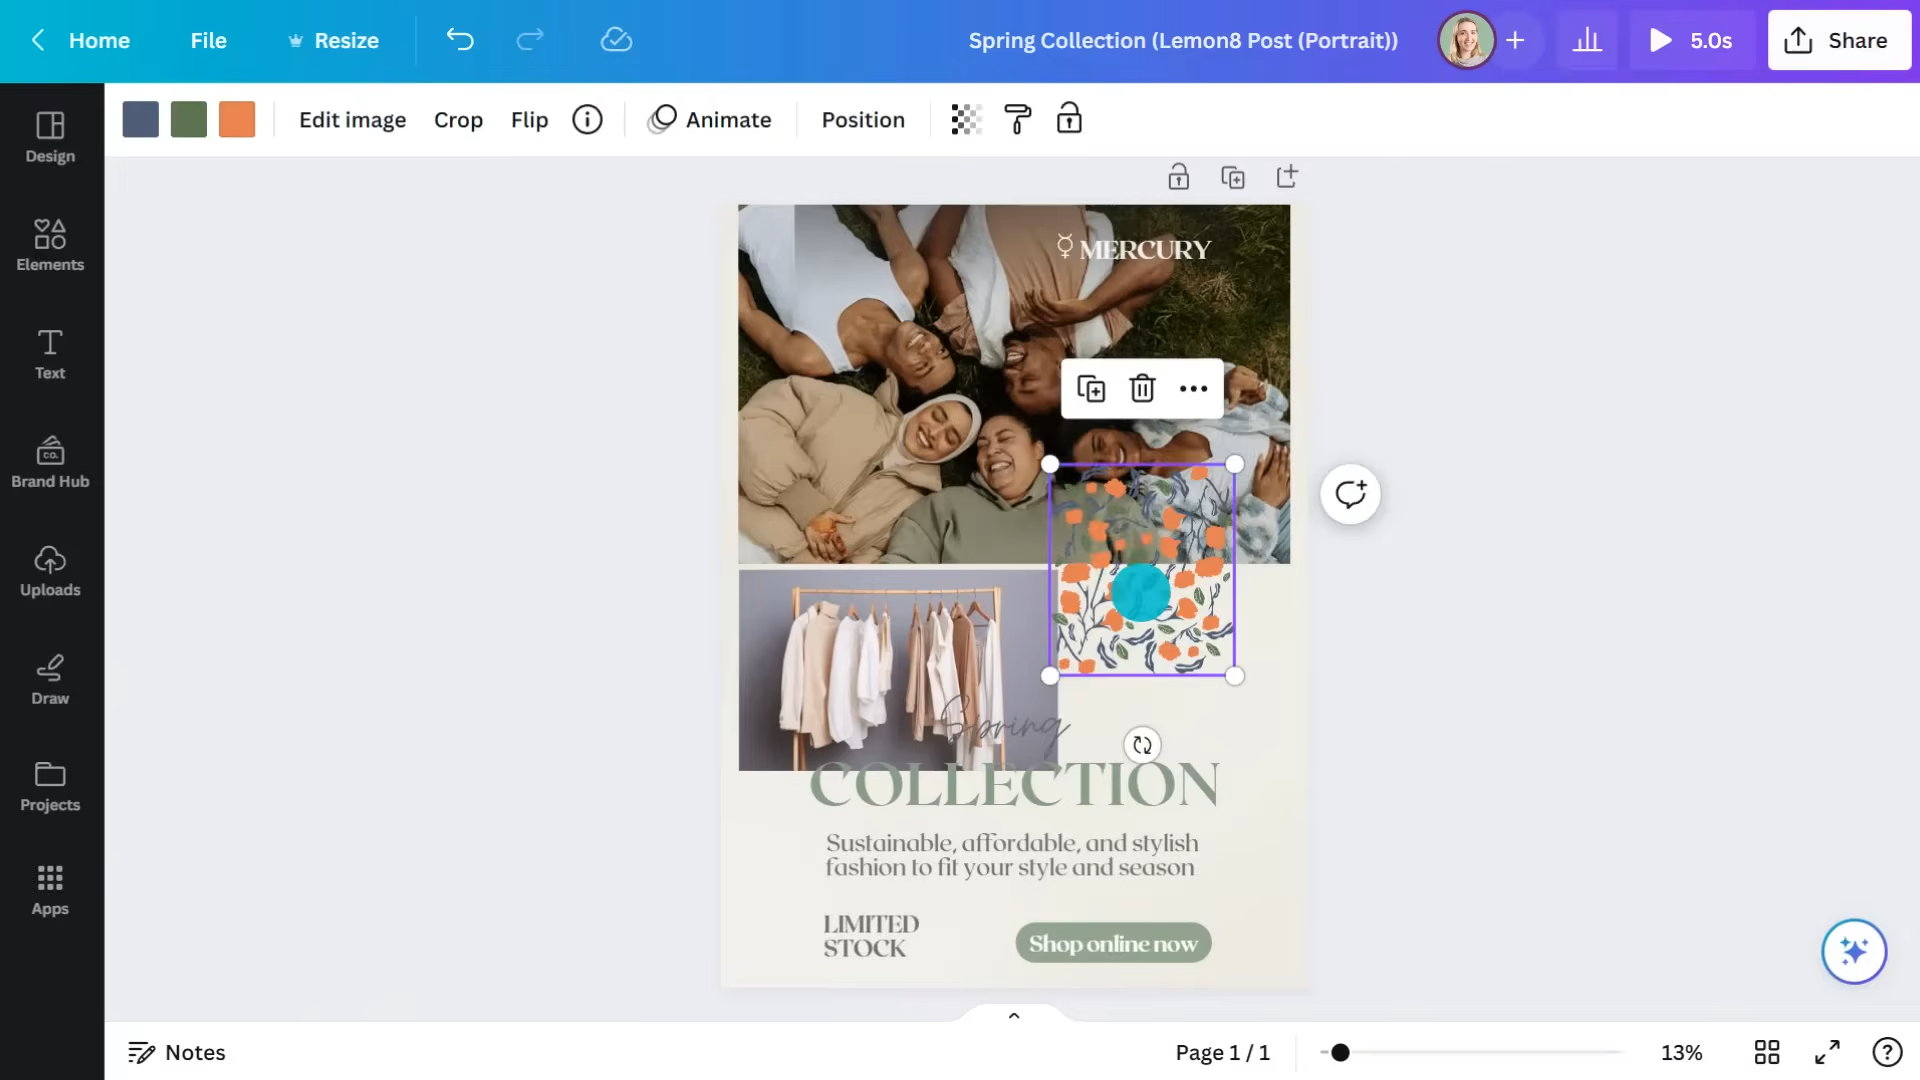 Home
File
Resize
Spring Collection (Lemon8 Post (Portrait))
5.0s
Share
Design
Elements
Text
CO.
Brand Hub
Uploads
Draw
Projects
Apps
Edit image
Crop
Flip
Animate
Position
MERCURY
Spring
COLLECTION
Sustainable, affordable, and stylish
fashion to fit your style and season
LIMITED
STOCK
Shop online now
Notes
Page 1 / 1
13%